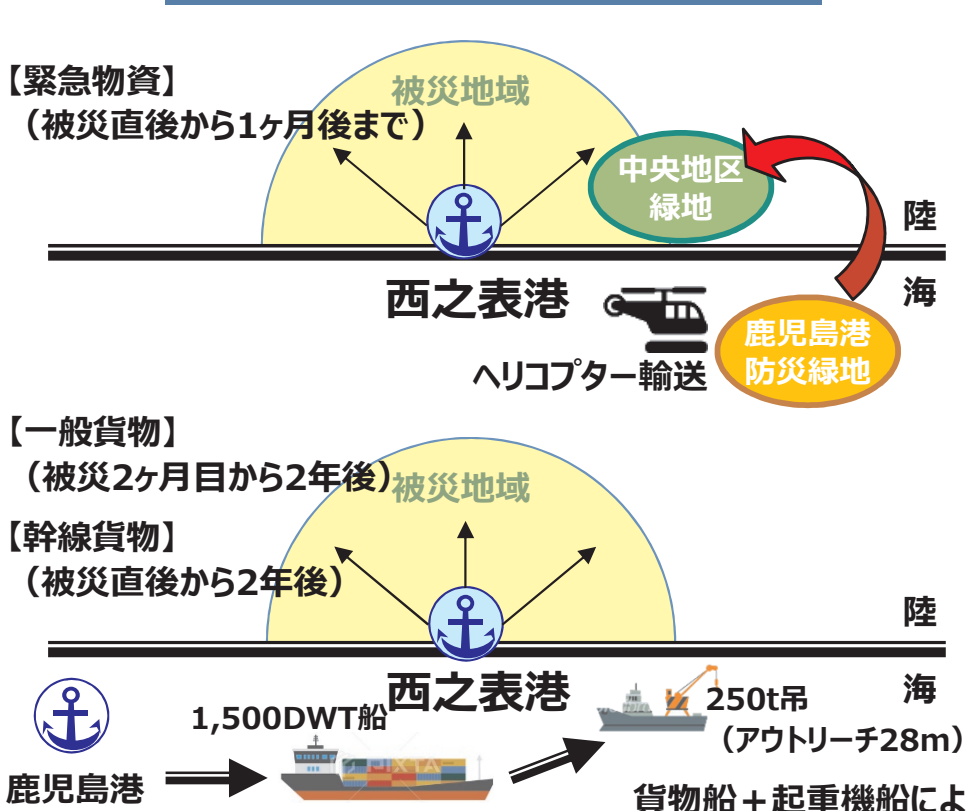 【緊急物資】
（被災直後から1ヶ月後まで）
被災地域
中央地区
緑地
陸
海
西之表港
ヘリコプター輸送
鹿児島港
防災緑地
【一般貨物】
（被災2ヶ月目から2年後）
被災地域
【幹線貨物】
（被災直後から2年後）
陸
海
西之表港
1,500DWT船
250t吊
（アウトリーチ28m）
鹿児島港
貨物船＋起重機船によ